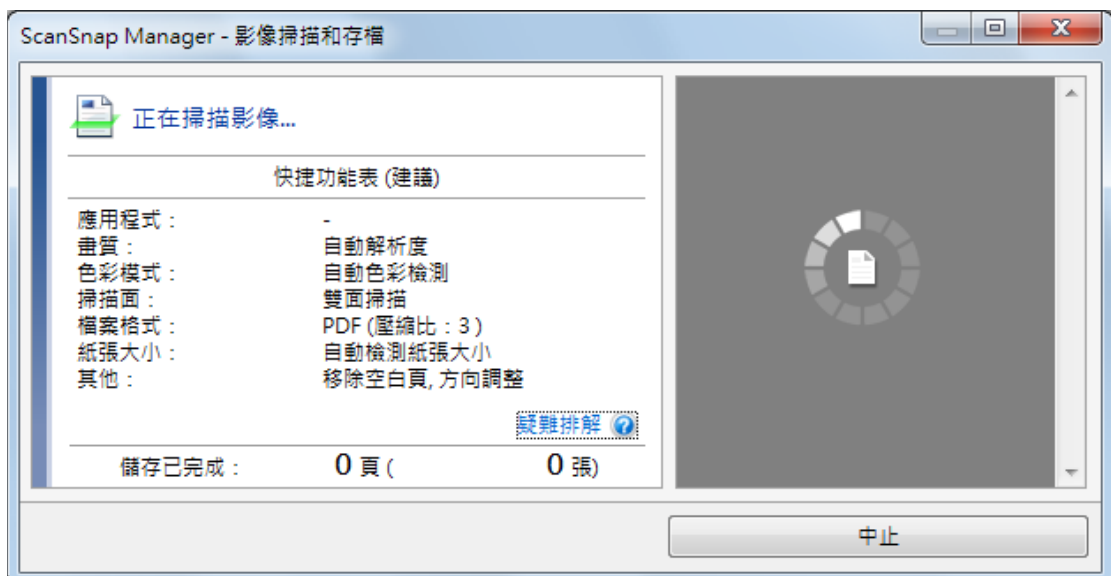 ScanSnap Manager - 影像掃描和存檔
正在掃描影像...
快捷功能表 (建議)
應用程式： -
畫質： 自動解析度
色彩模式： 自動色彩檢測
掃描面： 雙面掃描
檔案格式： PDF (壓縮比：3)
紙張大小： 自動檢測紙張大小
其他： 移除空白頁, 方向調整
疑難排解
儲存已完成： 0 頁 ( 0 張)
中止